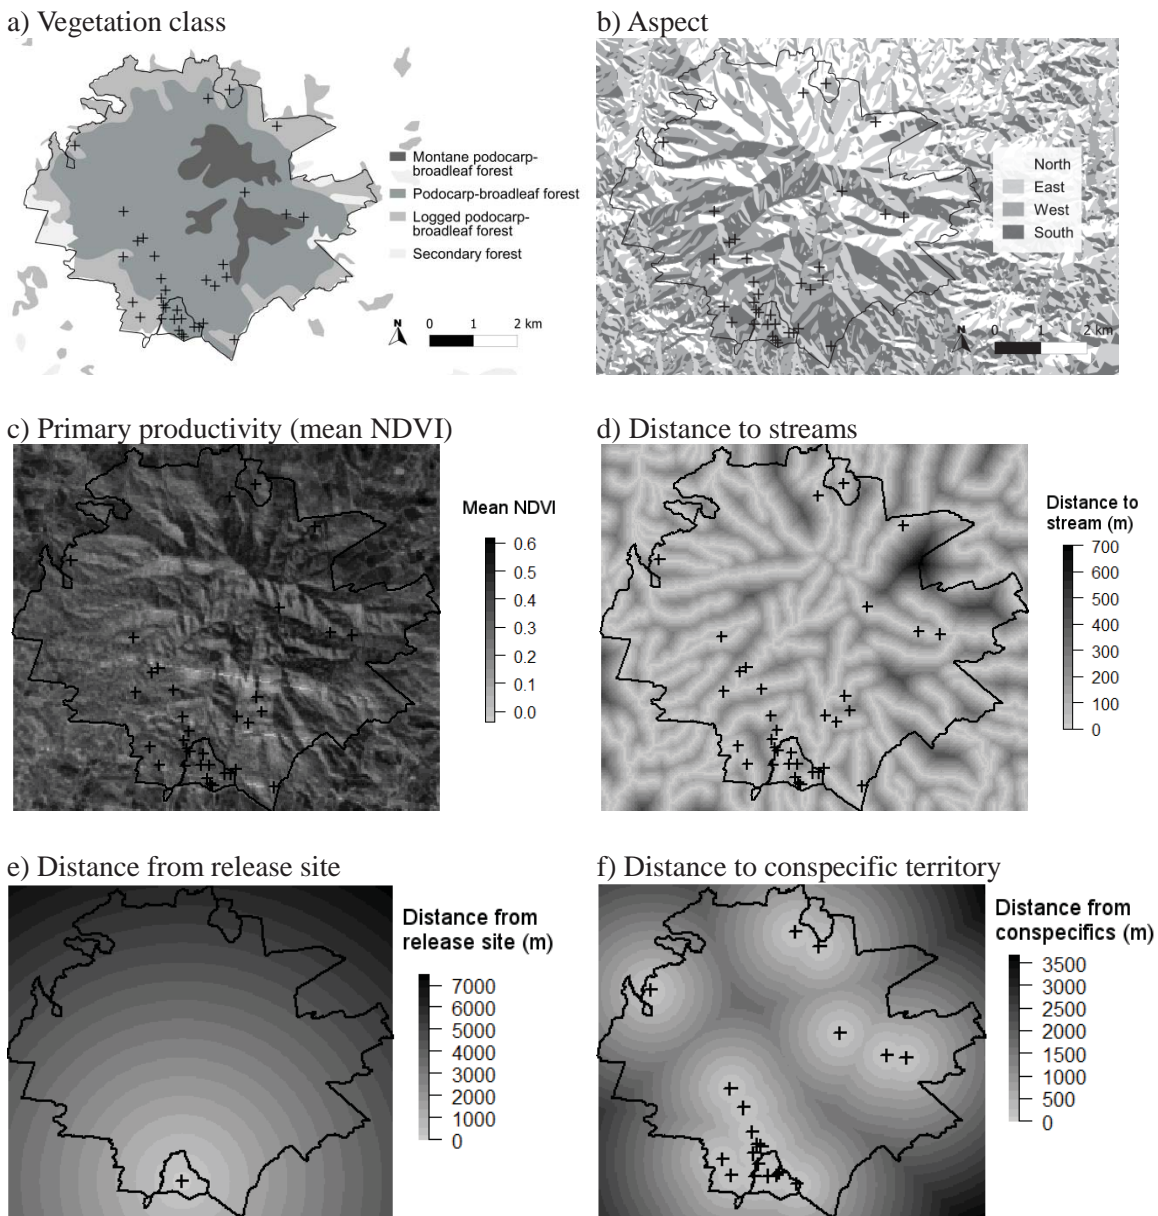 a) Vegetation class
Montane podocarp-
broadleaf forest
Podocarp-broadleaf forest
Logged podocarp-
broadleaf forest
Secondary forest
N
0 1 2 km
b) Aspect
North
East
West
South
N
0 1 2 km
c) Primary productivity (mean NDVI)
Mean NDVI
0.6
0.5
0.4
0.3
0.2
0.1
0.0
d) Distance to streams
Distance to
stream (m)
700
600
500
400
300
200
100
0
e) Distance from release site
Distance from
release site (m)
7000
6000
5000
4000
3000
2000
1000
0
f) Distance to conspecific territory
Distance from
conspecifics (m)
3500
3000
2500
2000
1500
1000
500
0